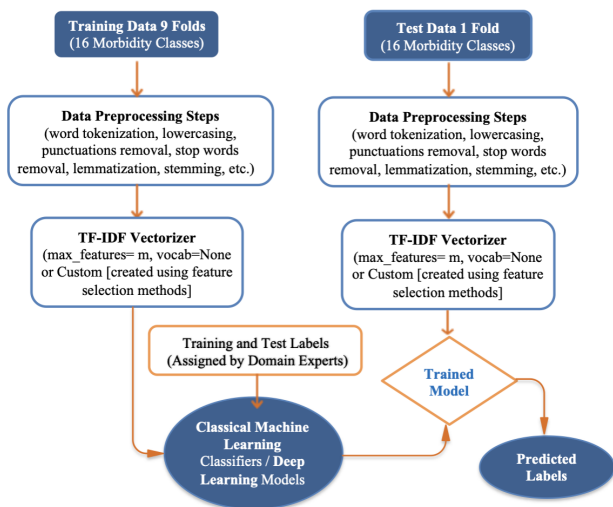 Training Data 9 Folds
(16 Morbidity Classes)
Data Preprocessing Steps
(word tokenization, lowercasing,
punctuations removal, stop words
removal, lemmatization, stemming, etc.)
TF-IDF Vectorizer
(max_features= m, vocab=None
or Custom [created using feature
selection methods]
Test Data 1 Fold
(16 Morbidity Classes)
Data Preprocessing Steps
(word tokenization, lowercasing,
punctuations removal, stop words
removal, lemmatization, stemming, etc.)
TF-IDF Vectorizer
(max_features= m, vocab=None
or Custom [created using feature
selection methods]
Training and Test Labels
(Assigned by Domain Experts)
Classical Machine
Learning
Classifiers / Deep
Learning Models
Trained
Model
Predicted
Labels